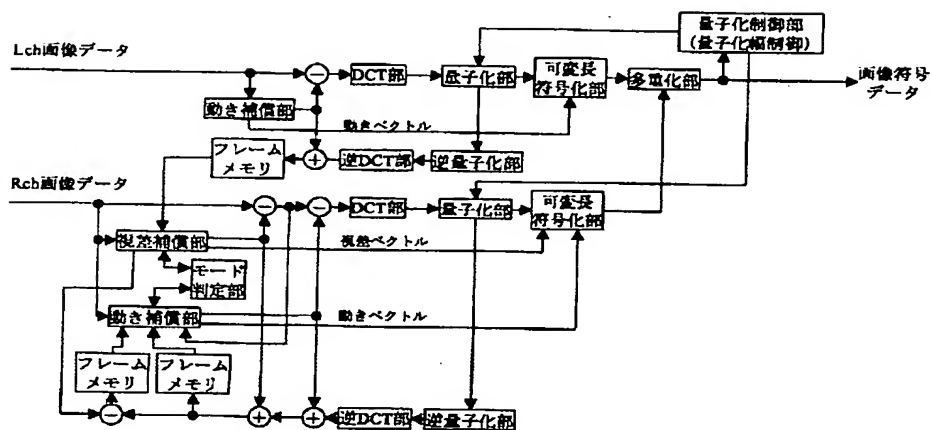 Lch画像データ
量子化制御部
(量子化幅制御)
DCT部
量子化部
可変長
符号化部
多重化部
画像符号
データ
動き補償部
動きベクトル
フレーム
メモリ
逆DCT部
逆量子化部
Rch画像データ
DCT部
量子化部
可変長
符号化部
視差補償部
視差ベクトル
モード
判定部
動き補償部
動きベクトル
フレーム
メモリ
フレーム
メモリ
逆DCT部
逆量子化部